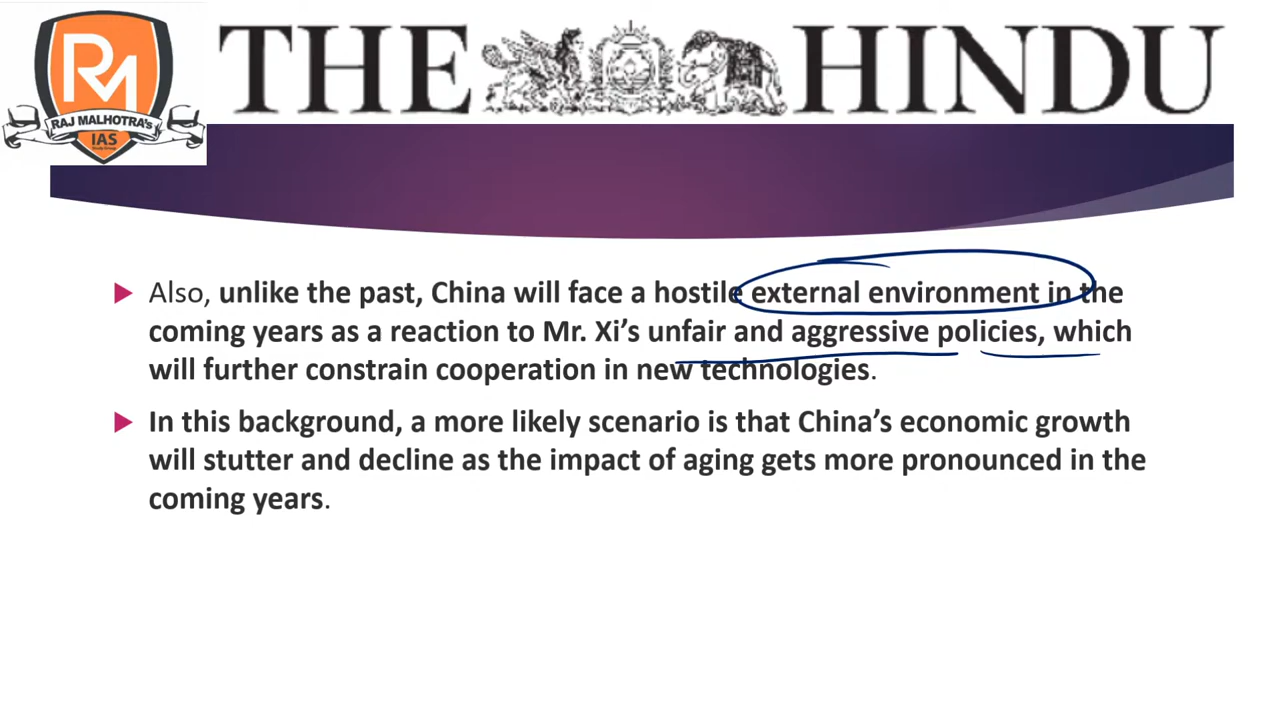 RM
RAJ MALHOTRA'S
IAS
Study Group
THE HINDU
Also, unlike the past, China will face a hostile external environment in the
coming years as a reaction to Mr. Xi’s unfair and aggressive policies, which
will further constrain cooperation in new technologies.
In this background, a more likely scenario is that China’s economic growth
will stutter and decline as the impact of aging gets more pronounced in the
coming years.